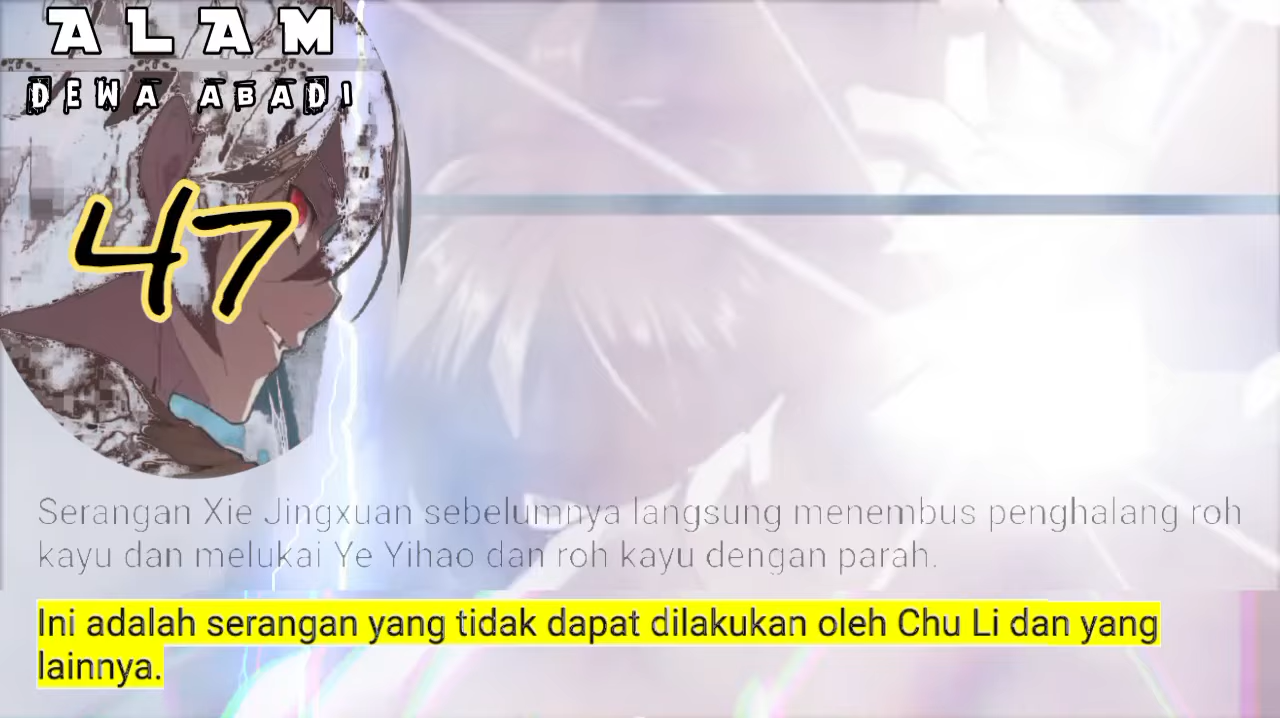 ALAM
DEWA ABADI
47
Serangan Xie Jingxuan sebelumnya langsung menembus penghalang roh
kayu dan melukai Ye Yihao dan roh kayu dengan parah.
Ini adalah serangan yang tidak dapat dilakukan oleh Chu Li dan yang
lainnya.